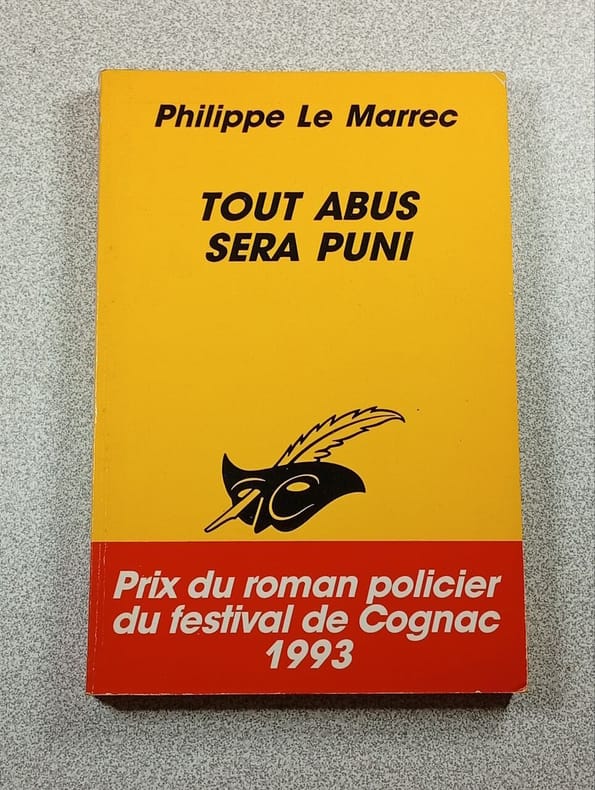 Philippe Le Marrec
TOUT ABUS
SERA PUNI
Prix du roman policier
du festival de Cognac
1993